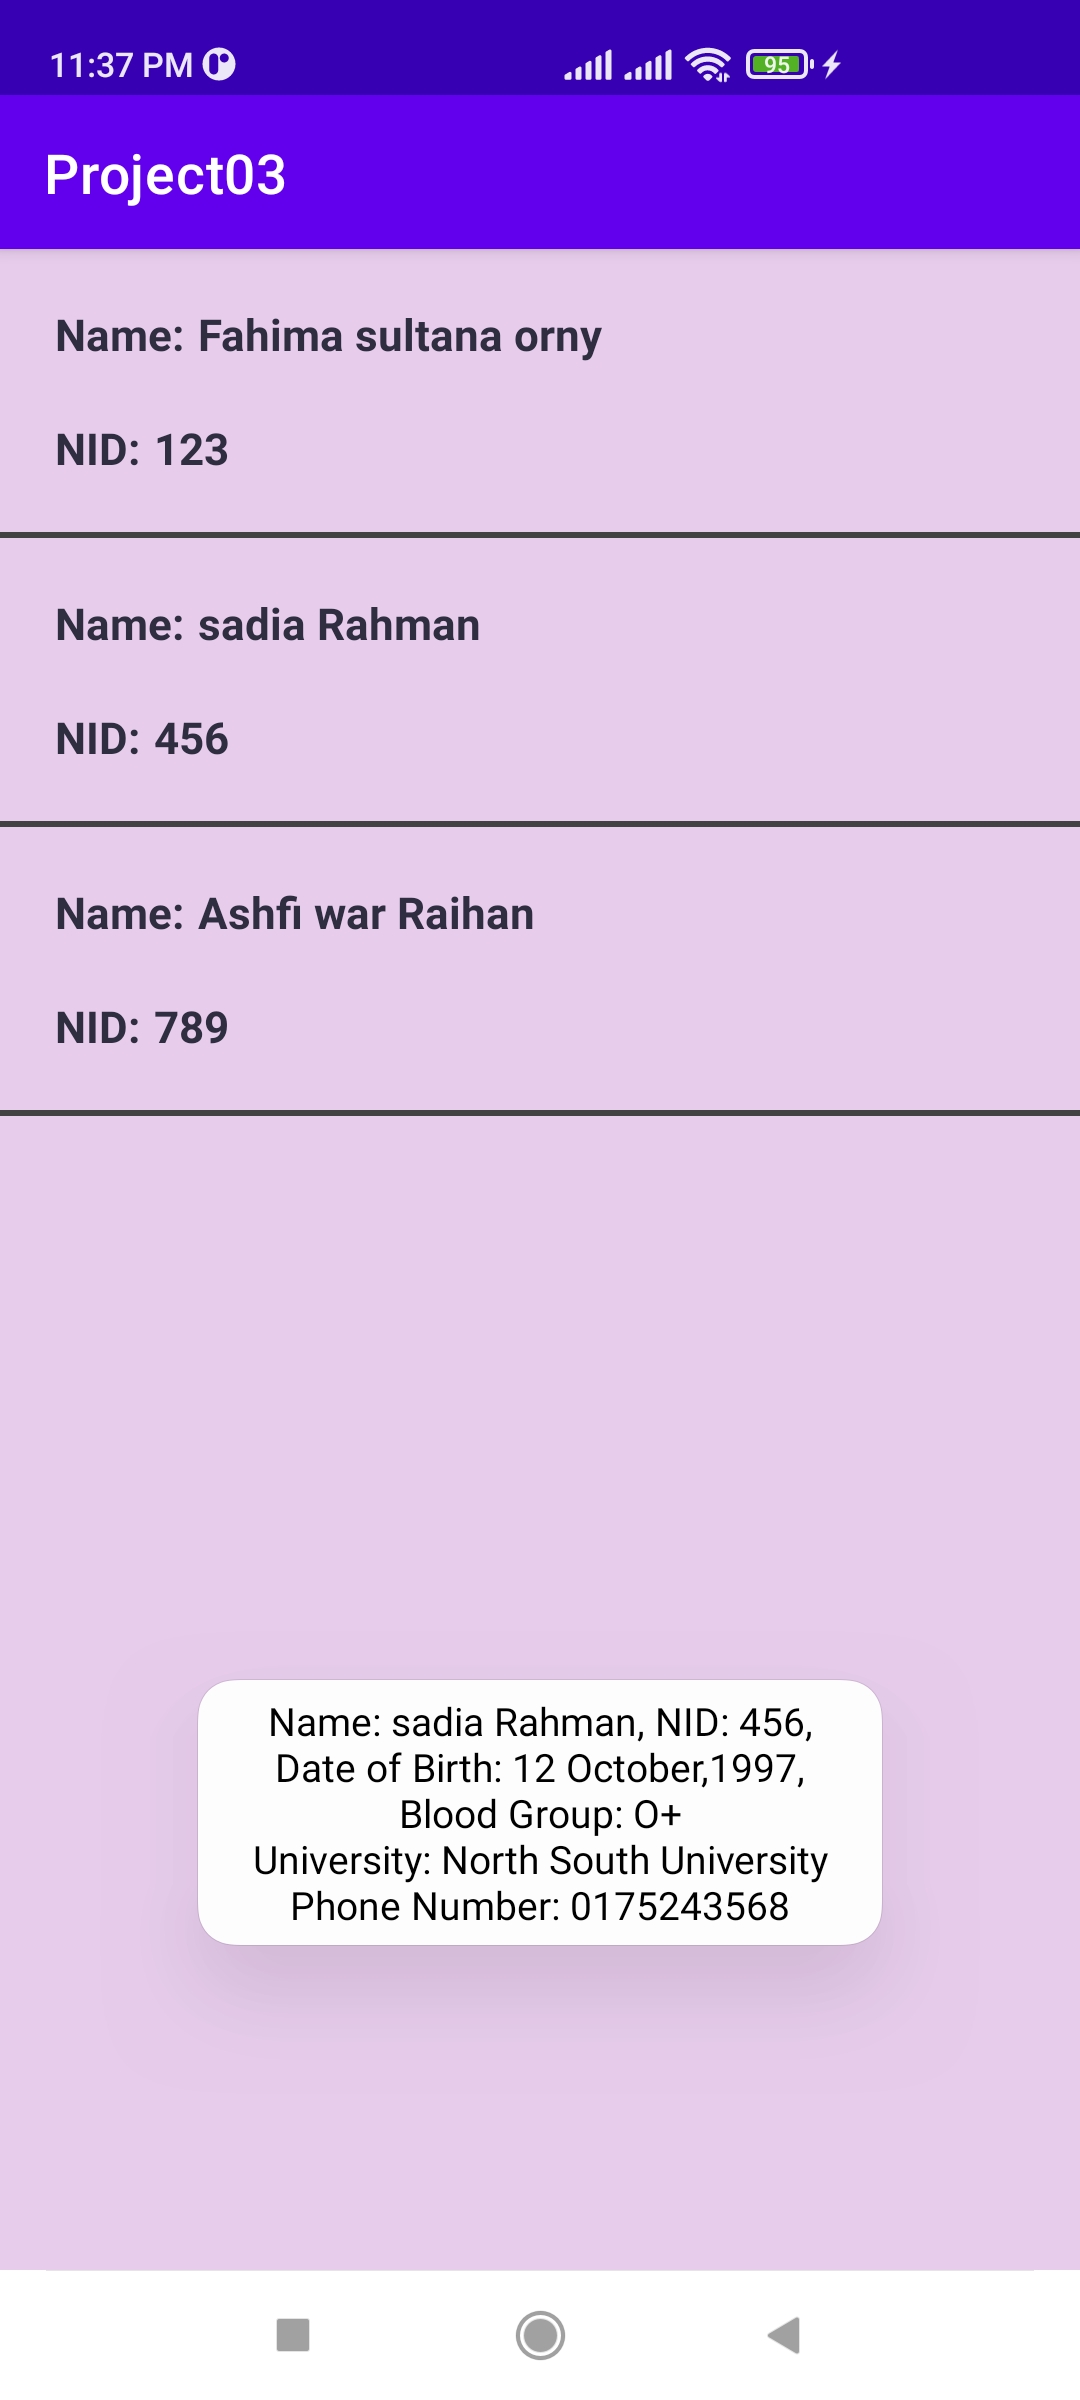 11:37 PM
95
Project03
Name: Fahima sultana orny
NID: 123
Name: sadia Rahman
NID: 456
Name: Ashfi war Raihan
NID: 789
Name: sadia Rahman, NID: 456,
Date of Birth: 12 October,1997,
Blood Group: O+
University: North South University
Phone Number: 0175243568